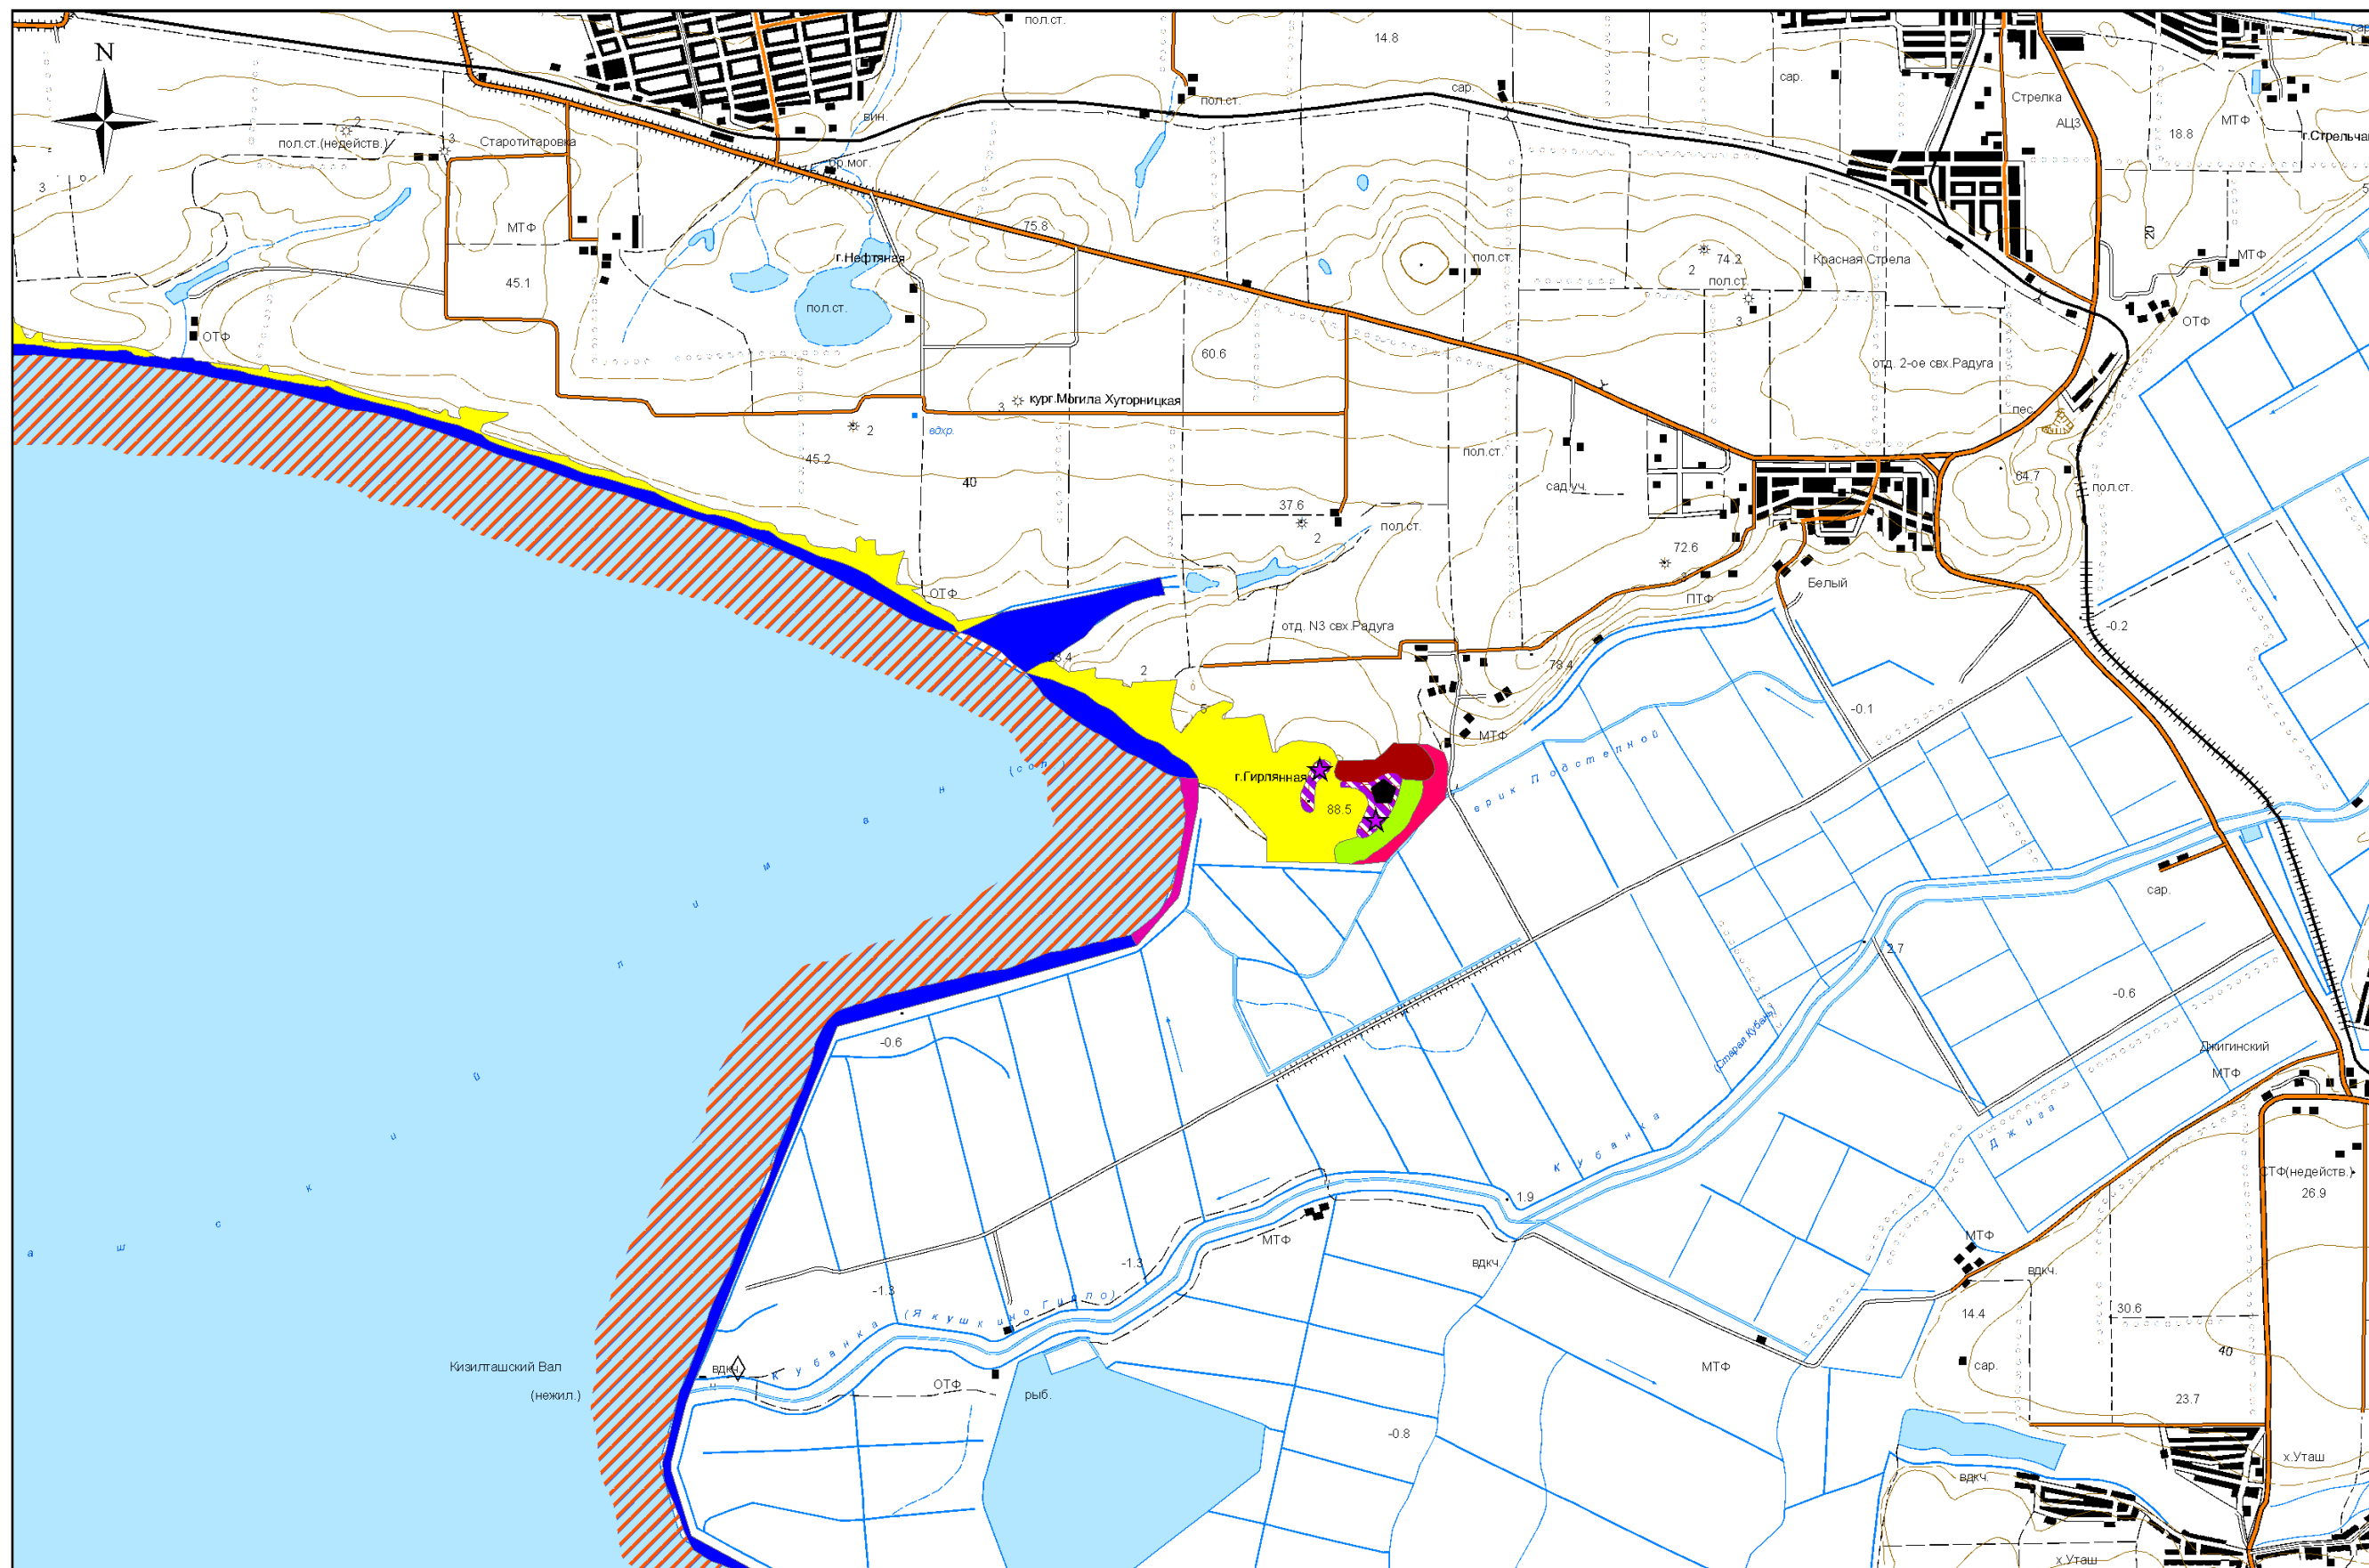 N
пол.ст.
14.8
сар.
сар.
Стрелка
АЦЗ
18.8
МТФ
г.Стрельча
вин.
пол.ст.
2
3
пол.ст.(недейств.)
Старотитаровка
бр.мог.
3
МТФ
75.8
г.Нефтяная
пол.ст.
74.2
2
пол.ст.
Красная Стрела
20
МТФ
45.1
пол.ст.
3
ОТФ
ОТФ
60.6
отд. 2-ое свх.Радуга
кург.Могила Хуторницкая
3
2
вдхр.
пес.
45.2
40
пол.ст.
64.7
пол.ст.
сад.уч.
37.6
2
пол.ст.
72.6
Белый
ОТФ
ПТФ
отд. N3 свх.Радуга
-0.2
3.4
2
78.4
5
-0.1
МТФ
г.Гирлянная
88.5
ерик Подстепной
(сол.)
а ш с к и й л и м а н
сар.
2.7
-0.6
(Старая Кубань)
-0.6
Джигинский
МТФ
Кубанка
Джига
СТФ(недейств.)
26.9
1.9
МТФ
МТФ
вдкч.
вдкч.
-1.3
-1.3
Кубанка (Якушкино Гирло)
14.4
30.6
40
Кизилташский Вал
(нежил.)
вдкч.
ОТФ
рыб.
МТФ
сар.
23.7
-0.8
х.Уташ
вдкч.
х.Уташ